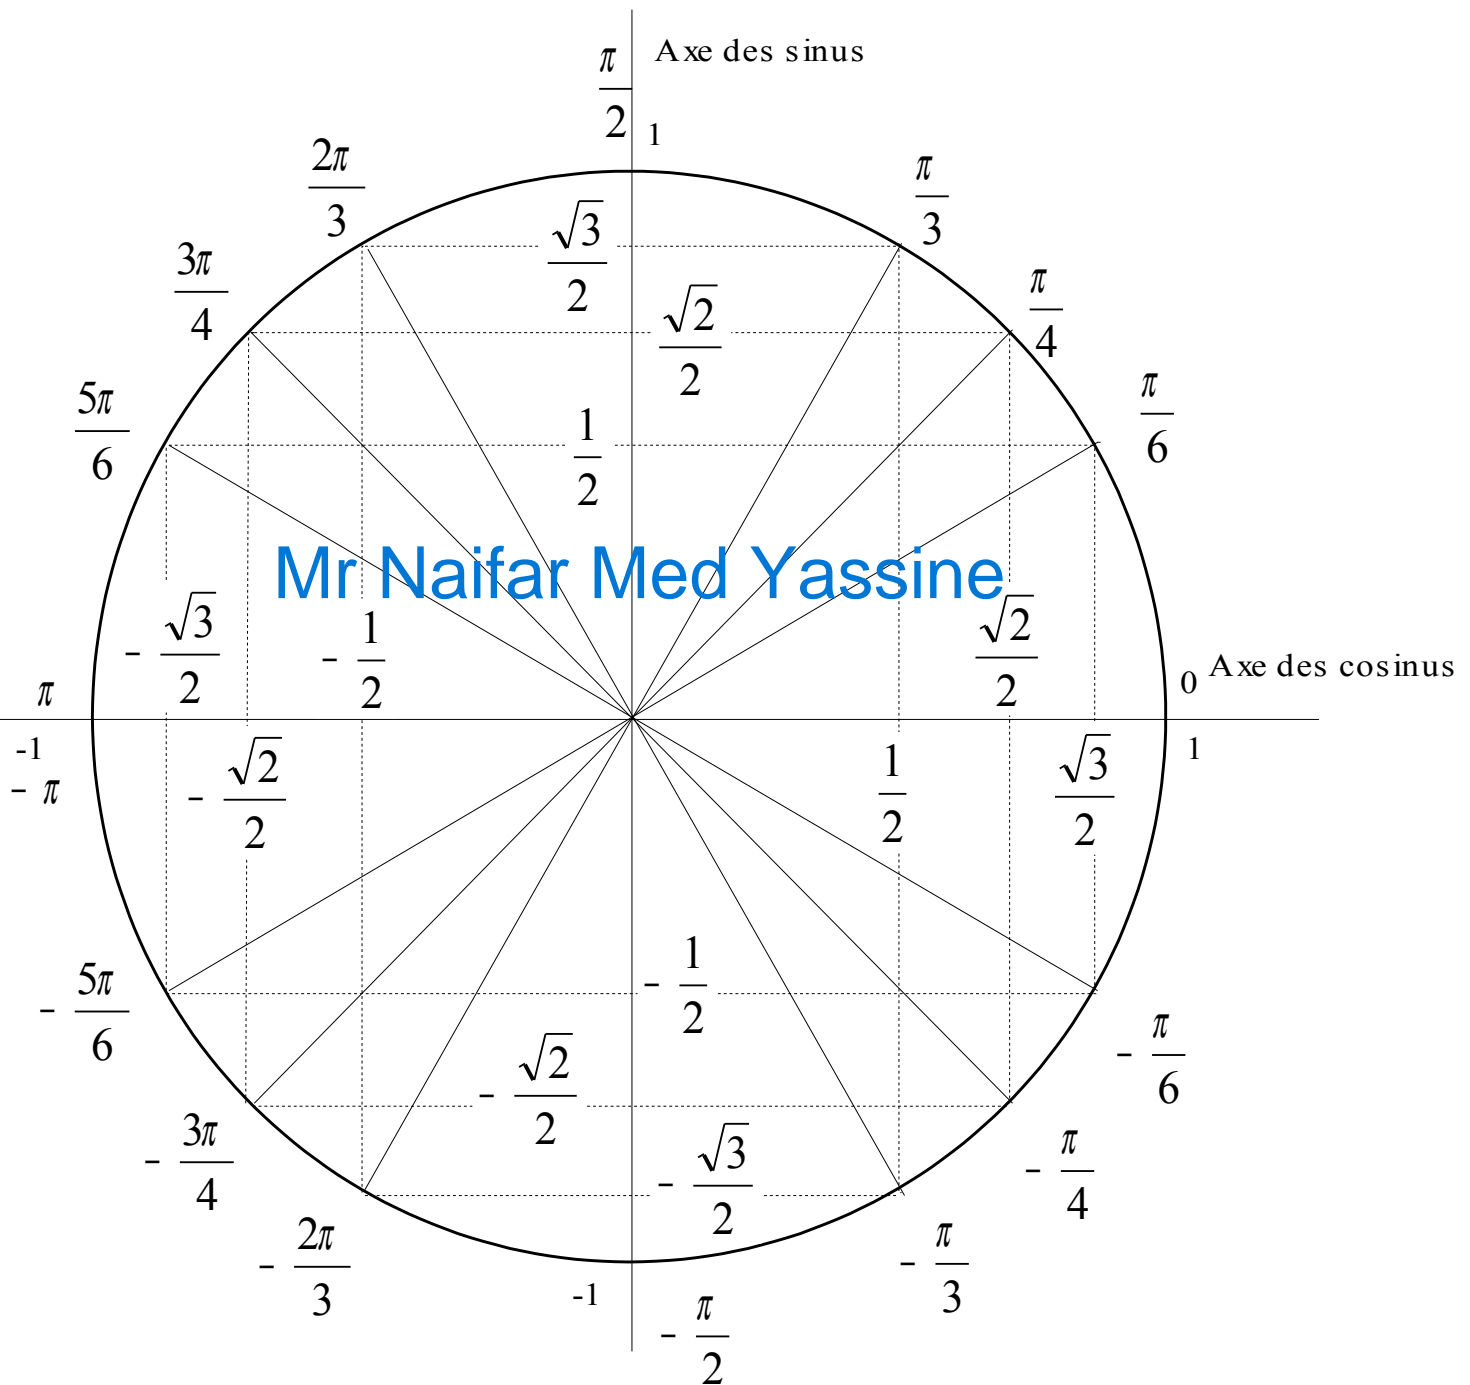 π/2
Axe des sinus
1
2π/3
π/3
√3/2
3π/4
π/4
√2/2
5π/6
π/6
1/2
Mr Naifar Med Yassine
- √3/2
- 1/2
√2/2
π
0
Axe des cosinus
-1
1
- π
- √2/2
1/2
√3/2
- 1/2
- 5π/6
- π/6
- √2/2
- 3π/4
- π/4
- √3/2
- 2π/3
- π/3
-1
- π/2